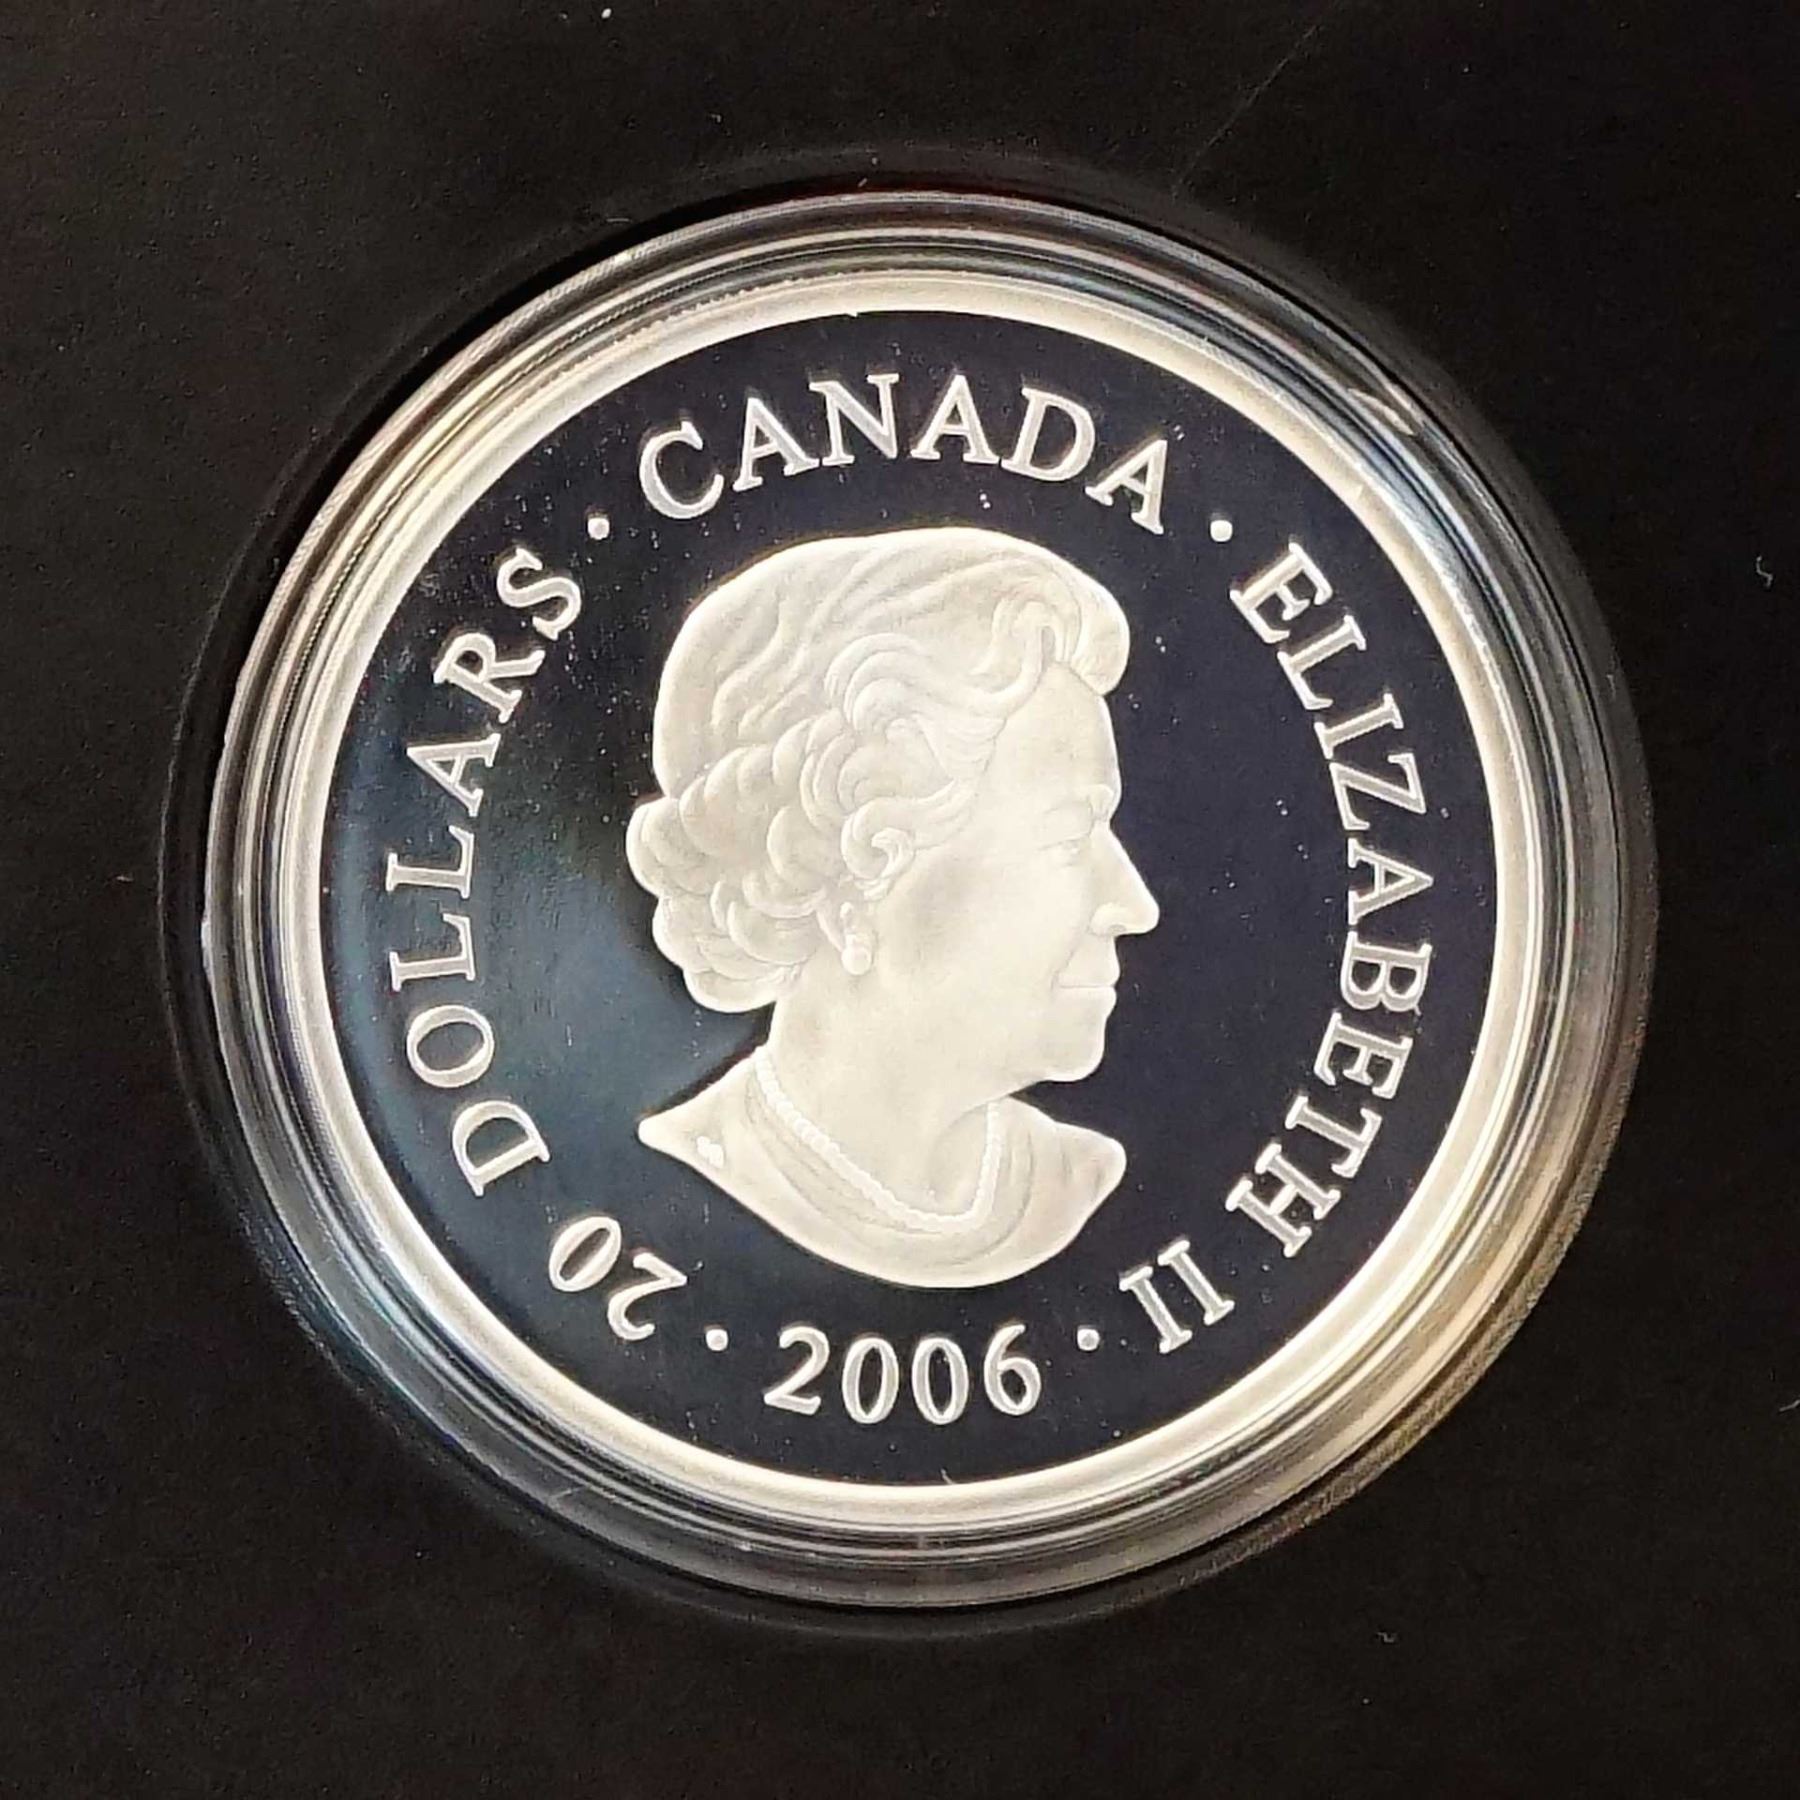 20 DOLLARS · CANADA · ELIZABETH II ·
2006 ·